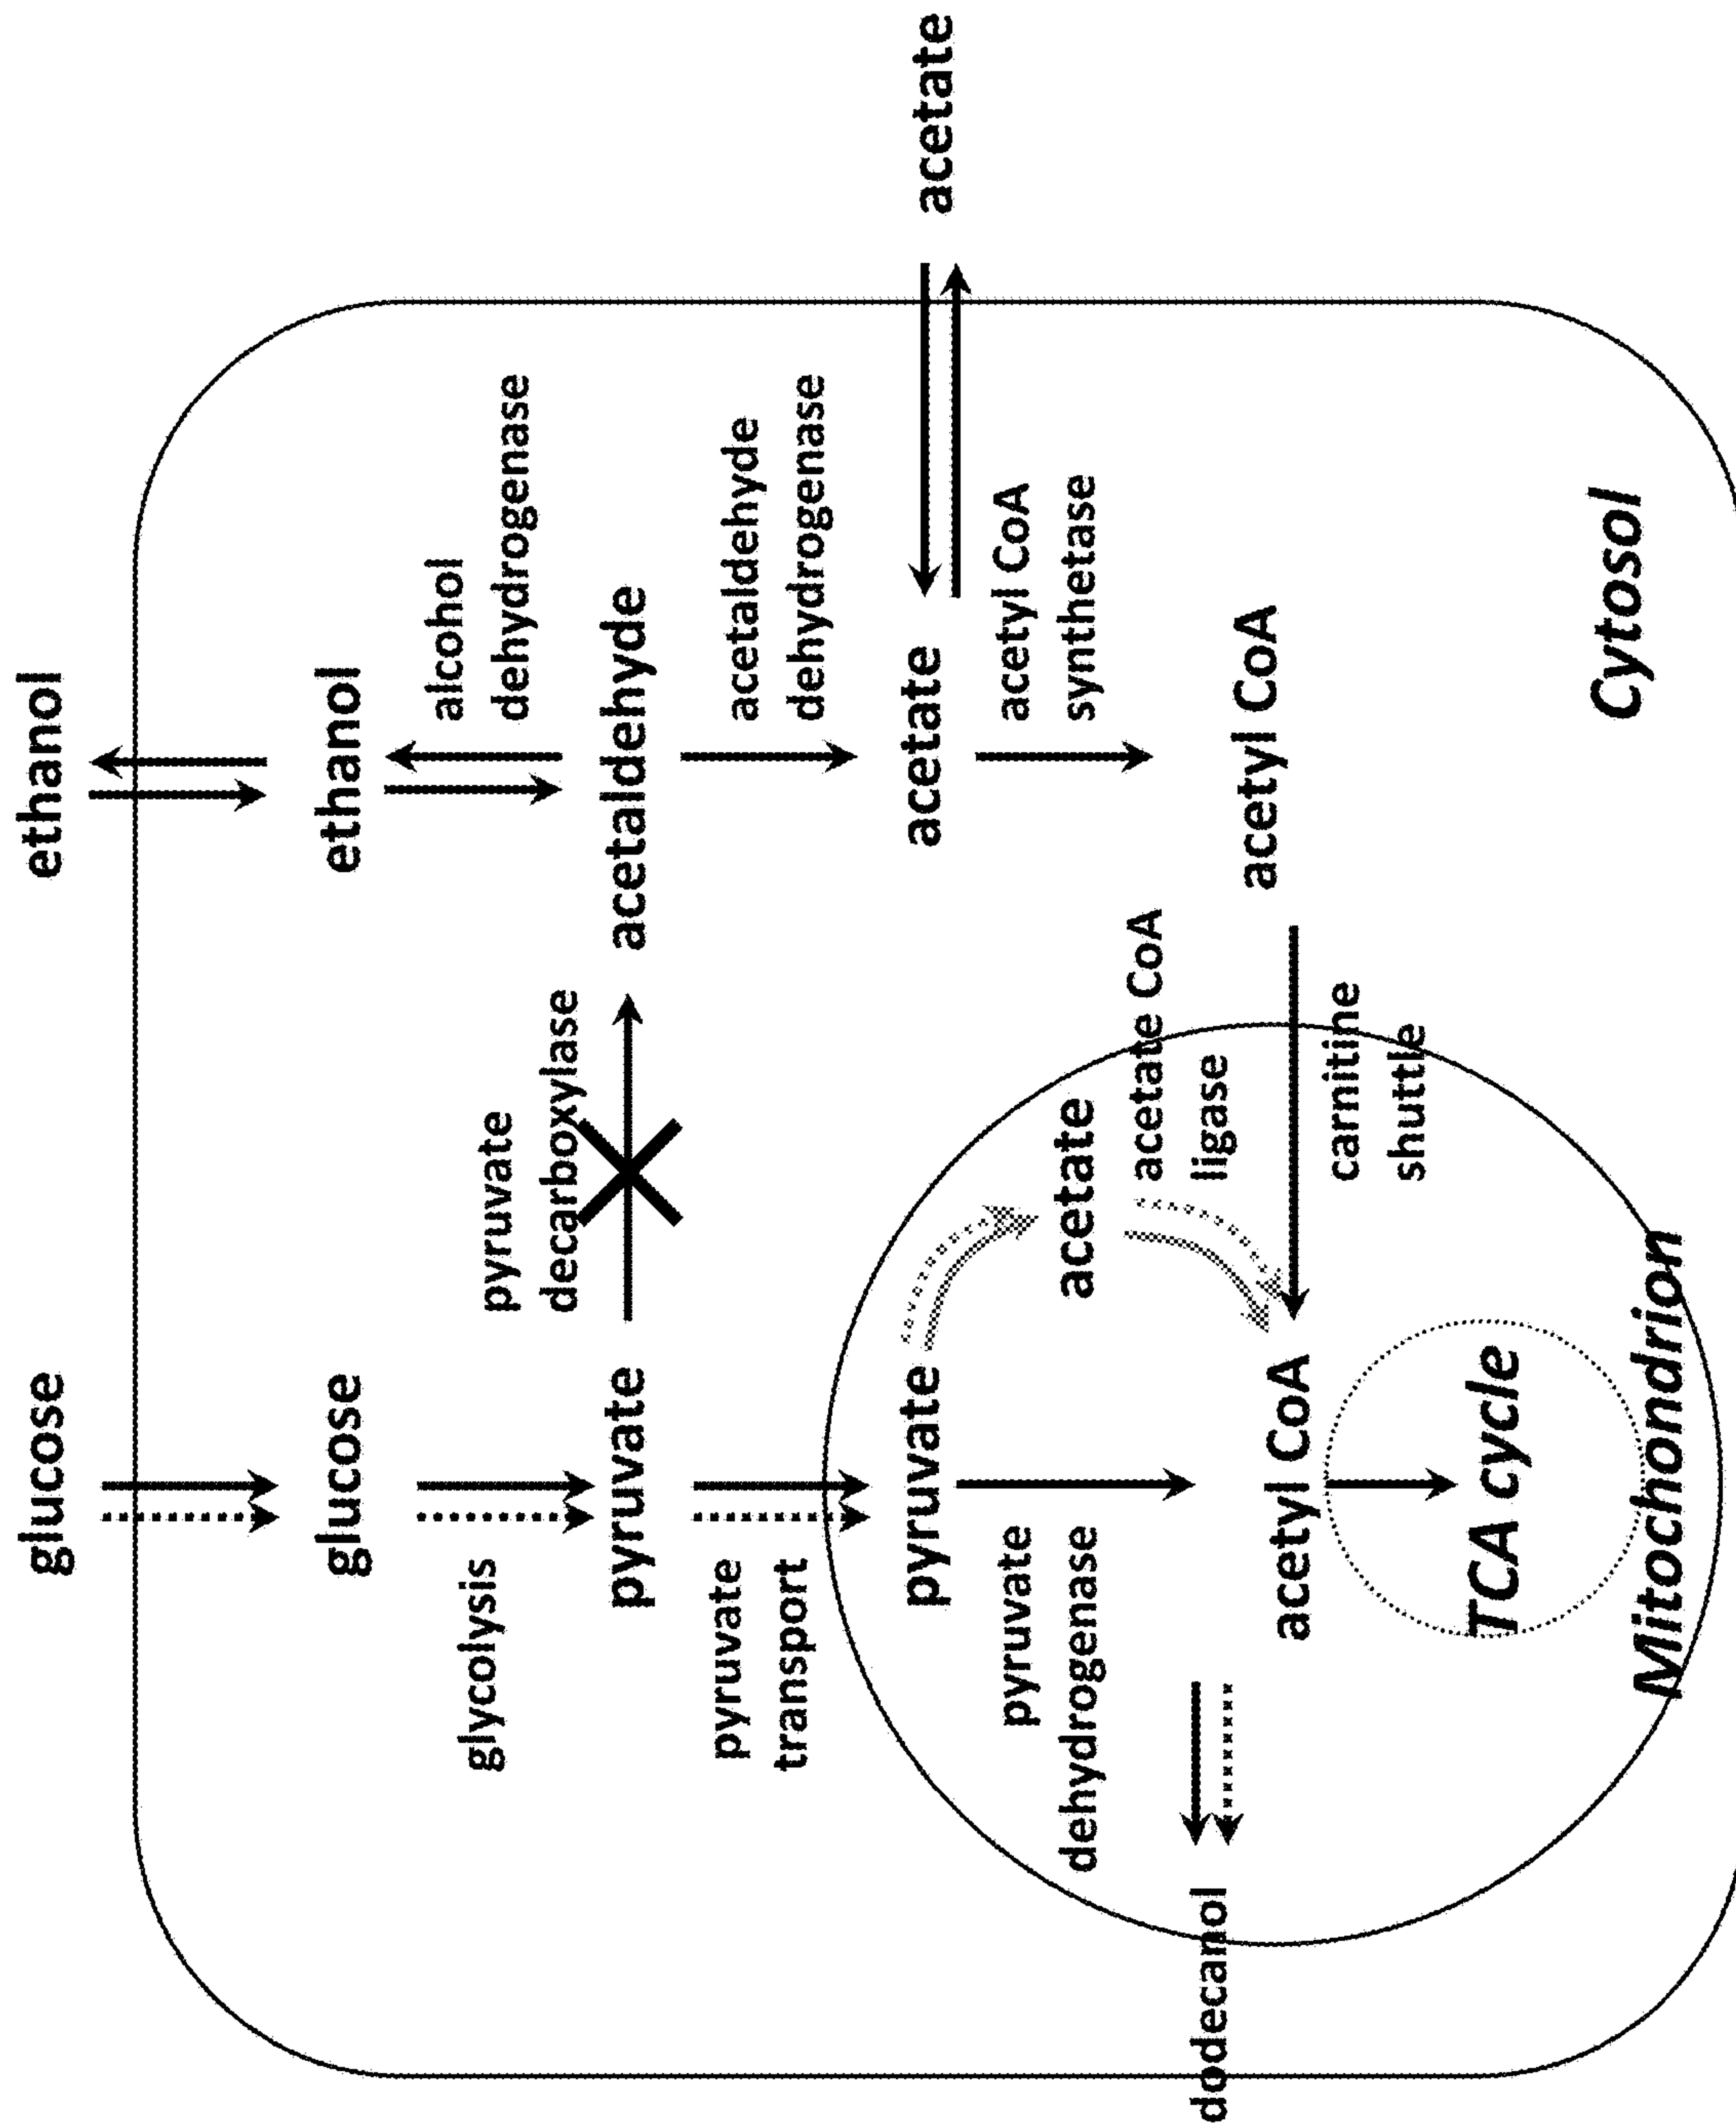 glucose
ethanol
glucose
ethanol
alcohol
dehydrogenase
glycolysis
pyruvate
decarboxylase
pyruvate
acetaldehyde
pyruvate
transport
acetaldehyde
dehydrogenase
pyruvate
acetate
acetate
pyruvate
dehydrogenase
acetate
acetyl CoA
synthetase
acetate CoA
ligase
dodecanol
acetyl CoA
acetyl CoA
carnitine
shuttle
TCA cycle
Mitochondrion
Cytosol